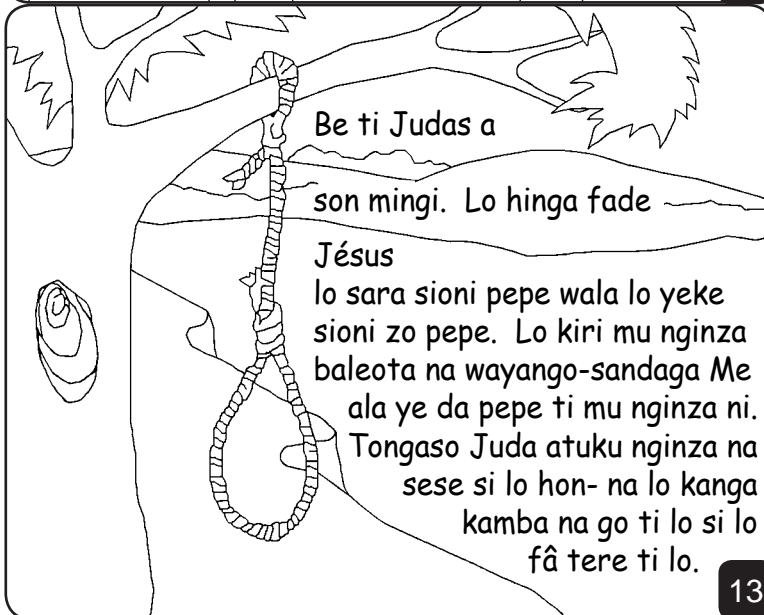 Be ti Judas a
son mingi. Lo hinga fade
Jésus
lo sara sioni pepe wala lo yeke
sioni zo pepe. Lo kiri mu nginza
baleota na wayango-sandaga Me
ala ye da pepe ti mu nginza ni.
Tongaso Juda atuku nginza na
sese si lo hon- na lo kanga
kamba na go ti lo si lo
fâ tere ti lo.
13